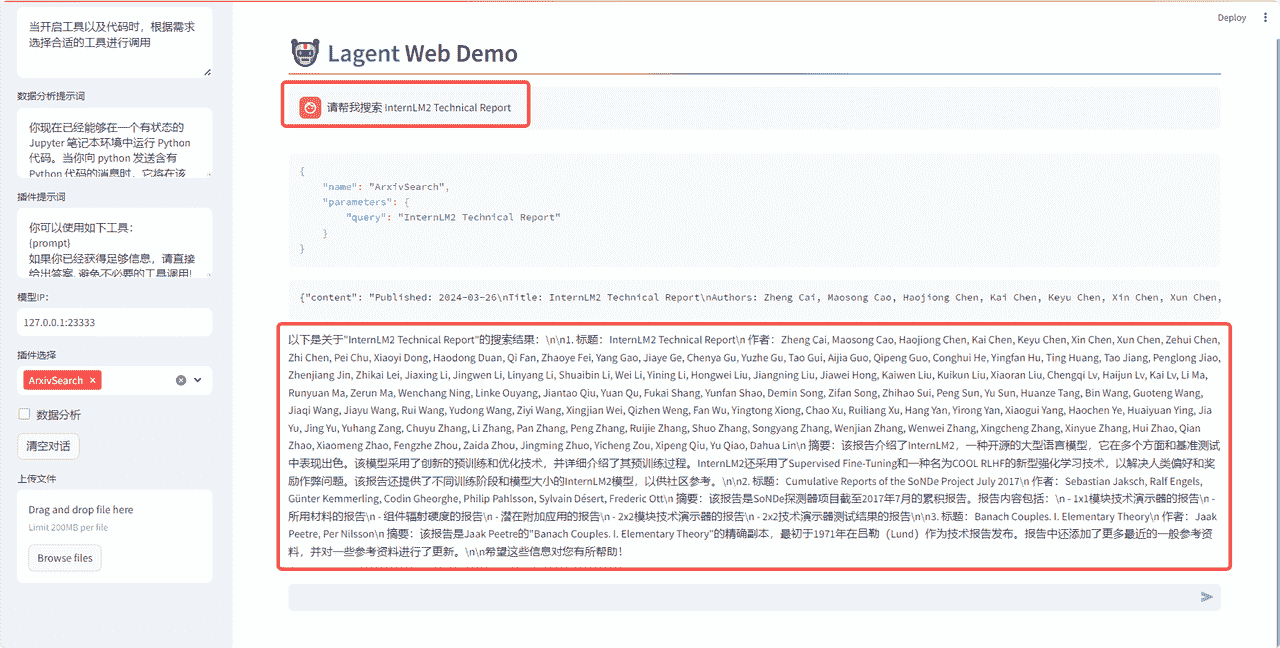 当开启工具以及代码时，根据需求
选择合适的工具进行调用
数据分析提示词
你现在已经能够在一个有状态的
Jupyter 笔记本环境中运行 Python
代码。当你向 python 发送含有
Python 代码的消息时，它将在该
插件提示词
你可以使用如下工具：
{prompt}
如果你已经获得足够信息，请直接
给出答案. 避免不必要的工具调用!
模型IP:
127.0.0.1:23333
插件选择
ArxivSearch
数据分析
清空对话
上传文件
Drag and drop file here
Limit 200MB per file
Browse files
Deploy
Lagent Web Demo
请帮我搜索 InternLM2 Technical Report
{
"name": "ArxivSearch",
"parameters": {
"query": "InternLM2 Technical Report"
}
}
{"content": "Published: 2024-03-26\nTitle: InternLM2 Technical Report\nAuthors: Zheng Cai, Maosong Cao, Haojiong Chen, Kai Chen, Keyu Chen, Xin Chen, Xun Chen,
以下是关于"InternLM2 Technical Report"的搜索结果：\n\n1. 标题：InternLM2 Technical Report\n 作者：Zheng Cai, Maosong Cao, Haojiong Chen, Kai Chen, Keyu Chen, Xin Chen, Xun Chen, Zehui Chen,
Zhi Chen, Pei Chu, Xiaoyi Dong, Haodong Duan, Qi Fan, Zhaoye Fei, Yang Gao, Jiaye Ge, Chenya Gu, Yuzhe Gu, Tao Gui, Aijia Guo, Qipeng Guo, Conghui He, Yingfan Hu, Ting Huang, Tao Jiang, Penglong Jiao,
Zhenjiang Jin, Zhikai Lei, Jiaxing Li, Jingwen Li, Linyang Li, Shuaibin Li, Wei Li, Yining Li, Hongwei Liu, Jiangning Liu, Jiawei Hong, Kaiwen Liu, Kuikun Liu, Xiaoran Liu, Chengqi Lv, Haijun Lv, Kai Lv, Li Ma,
Runyuan Ma, Zerun Ma, Wenchang Ning, Linke Ouyang, Jiantao Qiu, Yuan Qu, Fukai Shang, Yunfan Shao, Demin Song, Zifan Song, Zhihao Sui, Peng Sun, Yu Sun, Huanze Tang, Bin Wang, Guoteng Wang,
Jiaqi Wang, Jiayu Wang, Rui Wang, Yudong Wang, Ziyi Wang, Xingjian Wei, Qizhen Weng, Fan Wu, Yingtong Xiong, Chao Xu, Ruiliang Xu, Hang Yan, Yirong Yan, Xiaogui Yang, Haochen Ye, Huaiyuan Ying, Jia
Yu, Jing Yu, Yuhang Zang, Chuyu Zhang, Li Zhang, Pan Zhang, Peng Zhang, Ruijie Zhang, Shuo Zhang, Songyang Zhang, Wenjian Zhang, Wenwei Zhang, Xingcheng Zhang, Xinyue Zhang, Hui Zhao, Qian
Zhao, Xiaomeng Zhao, Fengzhe Zhou, Zaida Zhou, Jingming Zhuo, Yicheng Zou, Xipeng Qiu, Yu Qiao, Dahua Lin\n 摘要：该报告介绍了InternLM2，一种开源的大型语言模型，它在多个方面和基准测试
中表现出色。该模型采用了创新的预训练和优化技术，并详细介绍了其预训练过程。InternLM2还采用了Supervised Fine-Tuning和一种名为COOL RLHF的新型强化学习技术，以解决人类偏好和奖
励作弊问题。该报告还提供了不同训练阶段和模型大小的InternLM2模型，以供社区参考。\n\n2. 标题：Cumulative Reports of the SoNDe Project July 2017\n 作者：Sebastian Jaksch, Ralf Engels,
Günter Kemmerling, Codin Gheorghe, Philip Pahlsson, Sylvain Désert, Frederic Ott\n 摘要：该报告是SoNDe探测器项目截至2017年7月的累积报告。报告内容包括：\n - 1x1模块技术演示器的报告\n -
所用材料的报告\n - 组件辐射硬度的报告\n - 潜在附加应用的报告\n - 2x2模块技术演示器的报告\n - 2x2技术演示器测试结果的报告\n\n3. 标题：Banach Couples. I. Elementary Theory\n 作者：Jaak
Peetre, Per Nilsson\n 摘要：该报告是Jaak Peetre的"Banach Couples. I. Elementary Theory"的精确副本，最初于1971年在吕勒（Lund）作为技术报告发布。报告中还添加了更多最近的一般参考资
料，并对一些参考资料进行了更新。\n\n希望这些信息对您有所帮助！